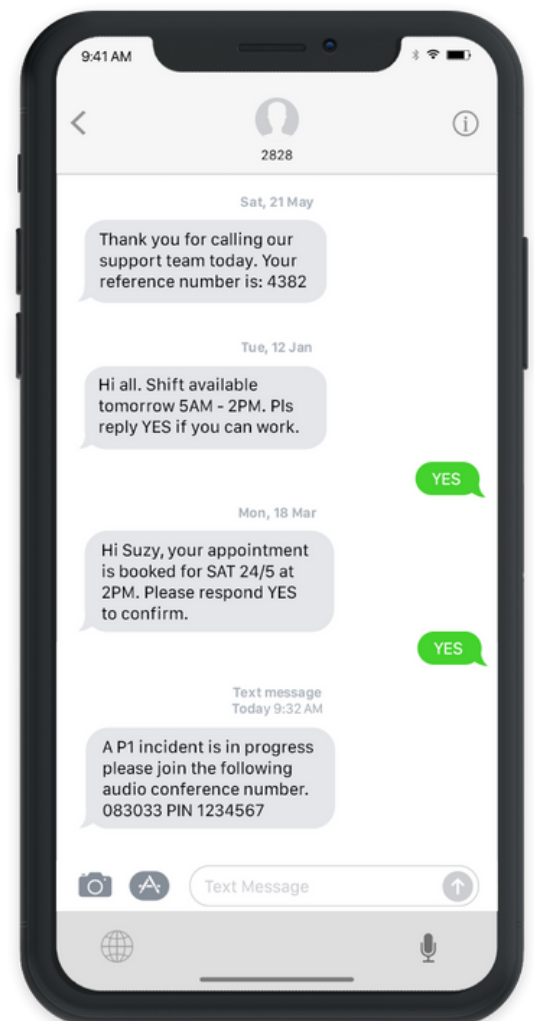 9:41 AM
2828
Sat, 21 May
Thank you for calling our
support team today. Your
reference number is: 4382
Tue, 12 Jan
Hi all. Shift available
tomorrow 5AM - 2PM. Pls
reply YES if you can work.
YES
Mon, 18 Mar
Hi Suzy, your appointment
is booked for SAT 24/5 at
2PM. Please respond YES
to confirm.
YES
Text message
Today 9:32 AM
A P1 incident is in progress
please join the following
audio conference number.
083033 PIN 1234567
Text Message